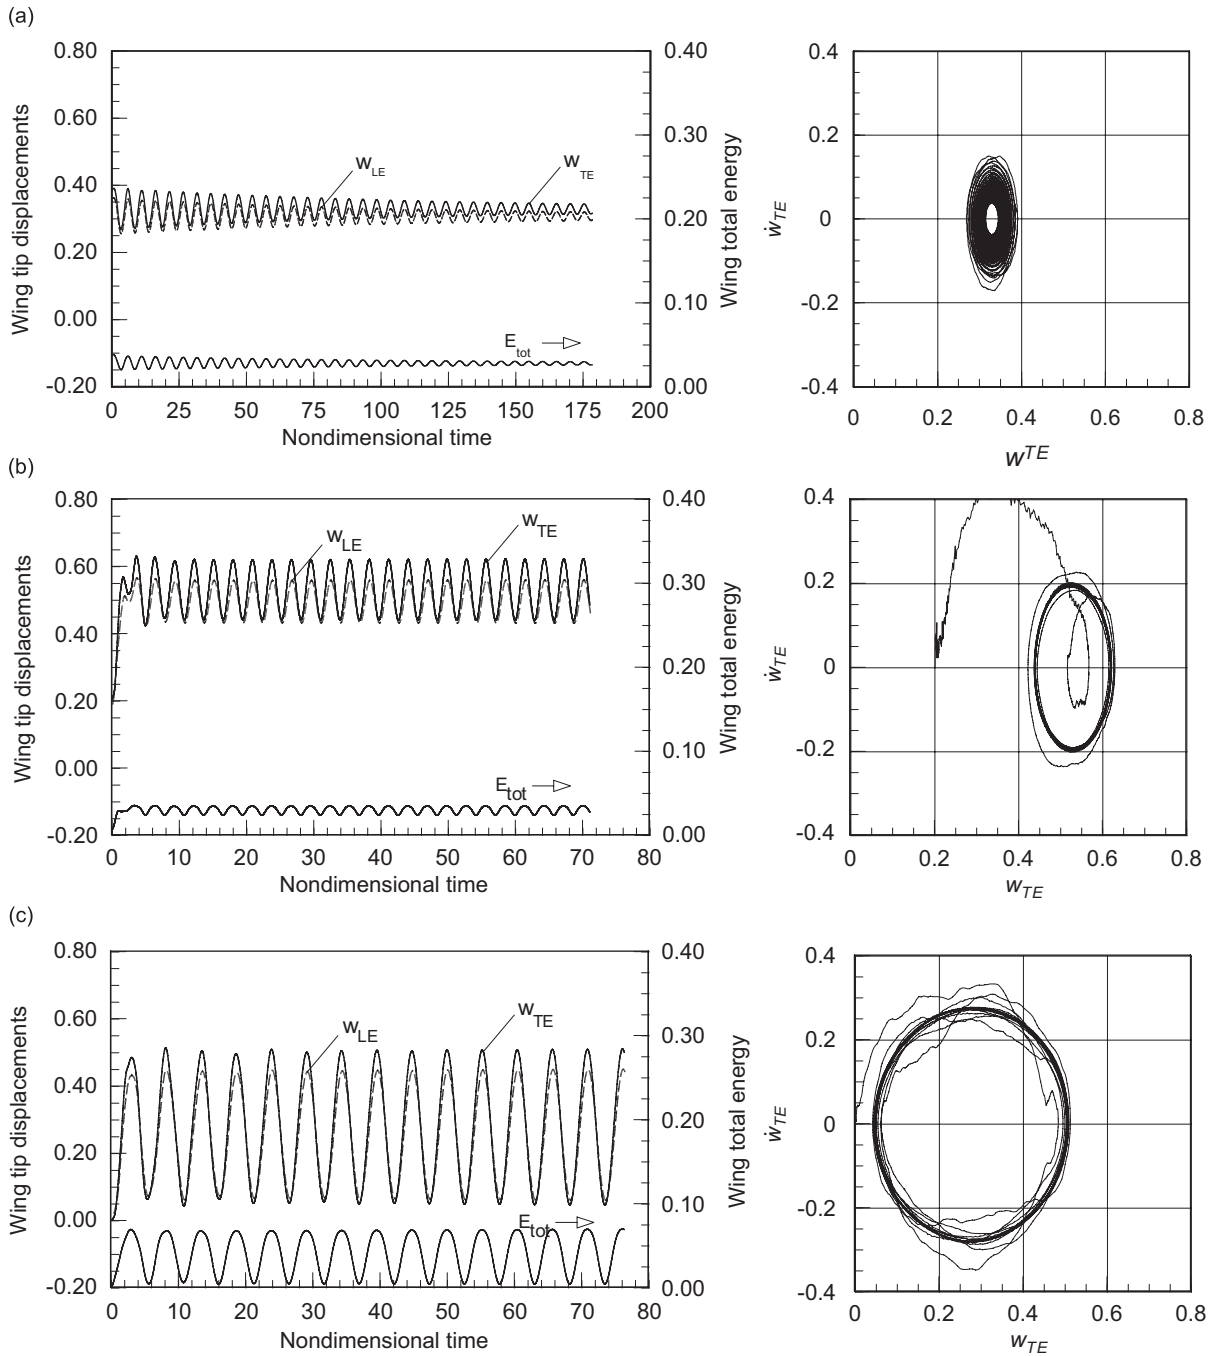 (a)
0.80
0.60
0.40
0.20
0.00
-0.20
Wing tip displacements
0.40
0.30
0.20
0.10
0.00
Wing total energy
w_LE
w_TE
E_tot
0 25 50 75 100 125 150 175 200
Nondimensional time
0.4
0.2
0
-0.2
-0.4
ẇ_TE
0 0.2 0.4 0.6 0.8
w^TE
(b)
0.80
0.60
0.40
0.20
0.00
-0.20
Wing tip displacements
0.40
0.30
0.20
0.10
0.00
Wing total energy
w_LE
w_TE
E_tot
0 10 20 30 40 50 60 70 80
Nondimensional time
0.4
0.2
0
-0.2
-0.4
ẇ_TE
0 0.2 0.4 0.6 0.8
w_TE
(c)
0.80
0.60
0.40
0.20
0.00
-0.20
Wing tip displacements
0.40
0.30
0.20
0.10
0.00
Wing total energy
w_LE
w_TE
E_tot
0 10 20 30 40 50 60 70 80
Nondimensional time
0.4
0.2
0
-0.2
-0.4
ẇ_TE
0 0.2 0.4 0.6 0.8
w_TE